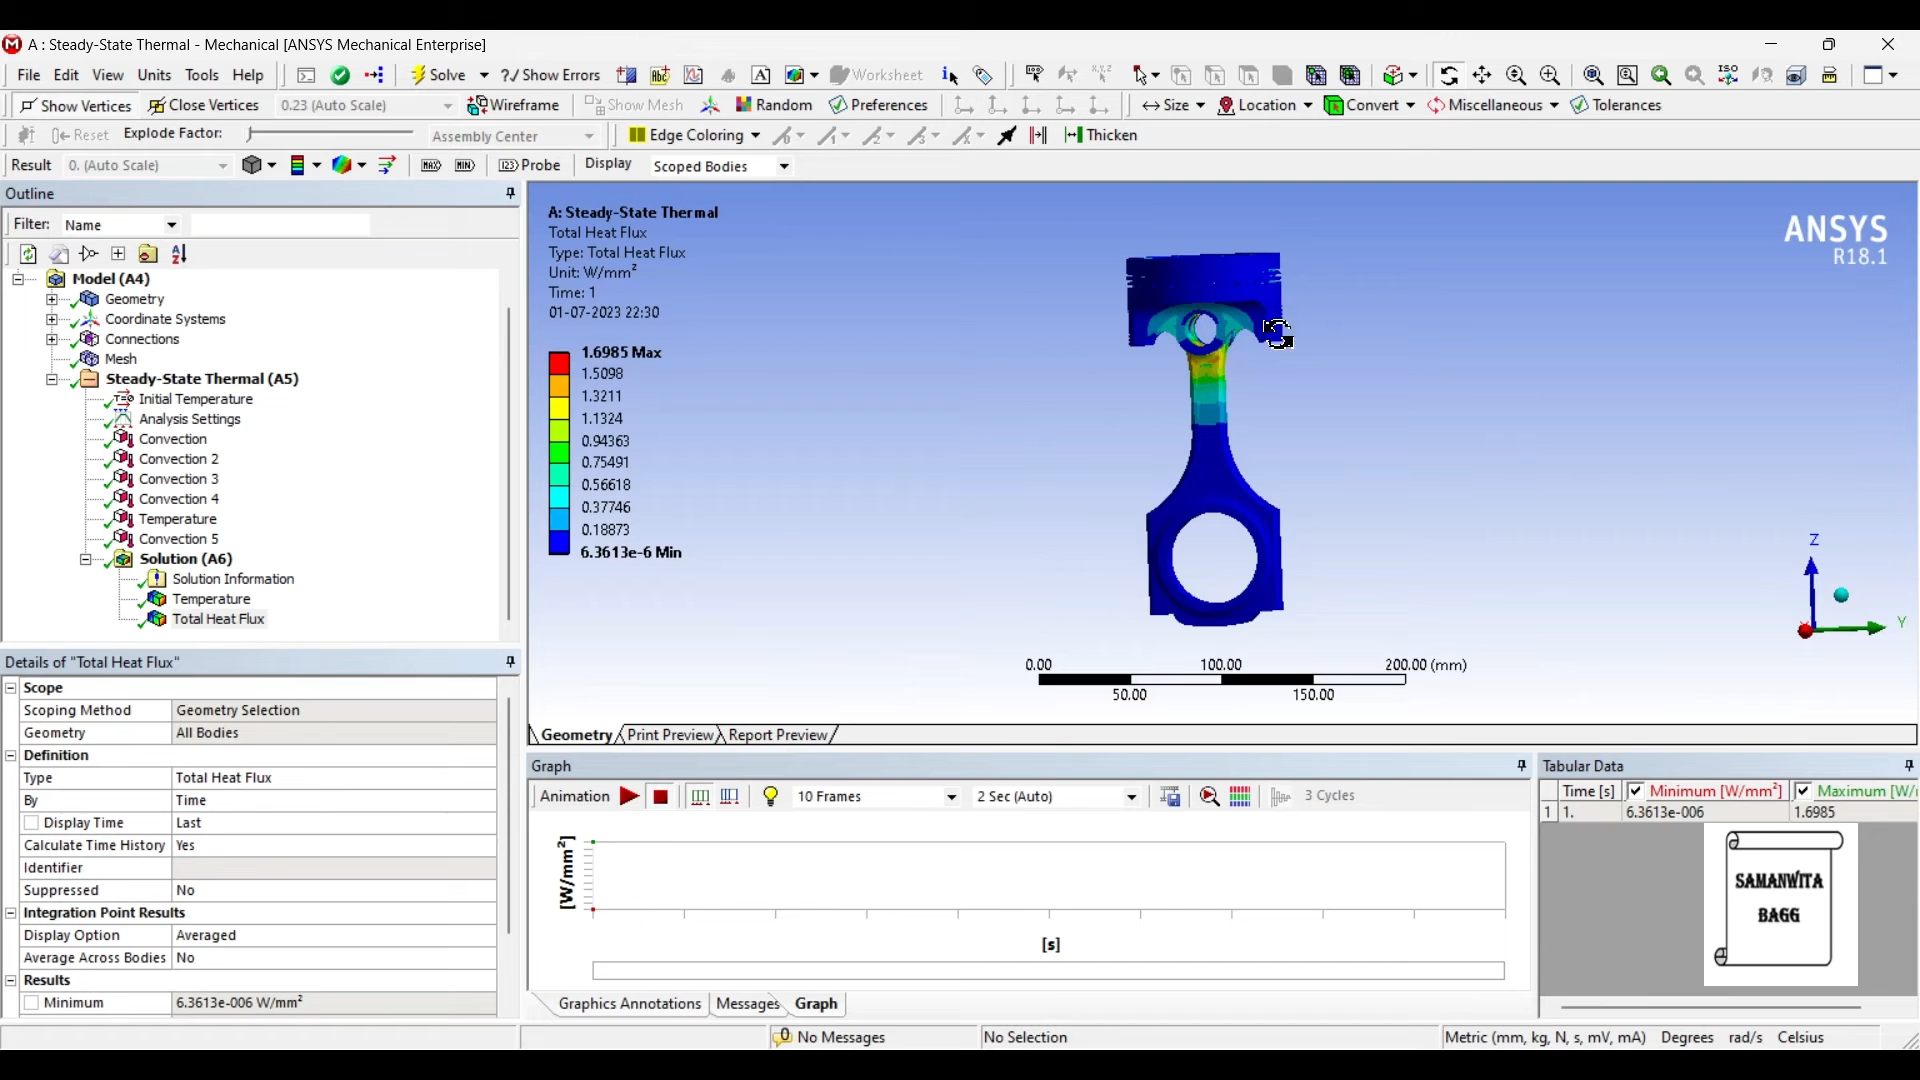 A : Steady-State Thermal - Mechanical [ANSYS Mechanical Enterprise]
File Edit View Units Tools Help Solve ?/ Show Errors Worksheet
Show Vertices Close Vertices 0.23 (Auto Scale) Wireframe Show Mesh Random Preferences Size Location Convert Miscellaneous Tolerances
Reset Explode Factor: Assembly Center Edge Coloring Thicken
Result 0. (Auto Scale) MAX MIN Probe Display Scoped Bodies
Outline
Filter: Name
Model (A4)
Geometry
Coordinate Systems
Connections
Mesh
Steady-State Thermal (A5)
Initial Temperature
Analysis Settings
Convection
Convection 2
Convection 3
Convection 4
Temperature
Convection 5
Solution (A6)
Solution Information
Temperature
Total Heat Flux
Details of "Total Heat Flux"
Scope
Scoping Method Geometry Selection
Geometry All Bodies
Definition
Type Total Heat Flux
By Time
Display Time Last
Calculate Time History Yes
Identifier
Suppressed No
Integration Point Results
Display Option Averaged
Average Across Bodies No
Results
Minimum 6.3613e-006 W/mm²
A: Steady-State Thermal
Total Heat Flux
Type: Total Heat Flux
Unit: W/mm²
Time: 1
01-07-2023 22:30
1.6985 Max
1.5098
1.3211
1.1324
0.94363
0.75491
0.56618
0.37746
0.18873
6.3613e-6 Min
ANSYS
R18.1
Z
Y
0.00 100.00 200.00 (mm)
50.00 150.00
Geometry Print Preview Report Preview
Graph
Animation 10 Frames 2 Sec (Auto) 3 Cycles
[W/mm²]
[s]
Graphics Annotations Messages Graph
Tabular Data
Time [s] Minimum [W/mm²] Maximum [W/
1 1. 6.3613e-006 1.6985
SAMANWITA
BAGG
No Messages No Selection Metric (mm, kg, N, s, mV, mA) Degrees rad/s Celsius